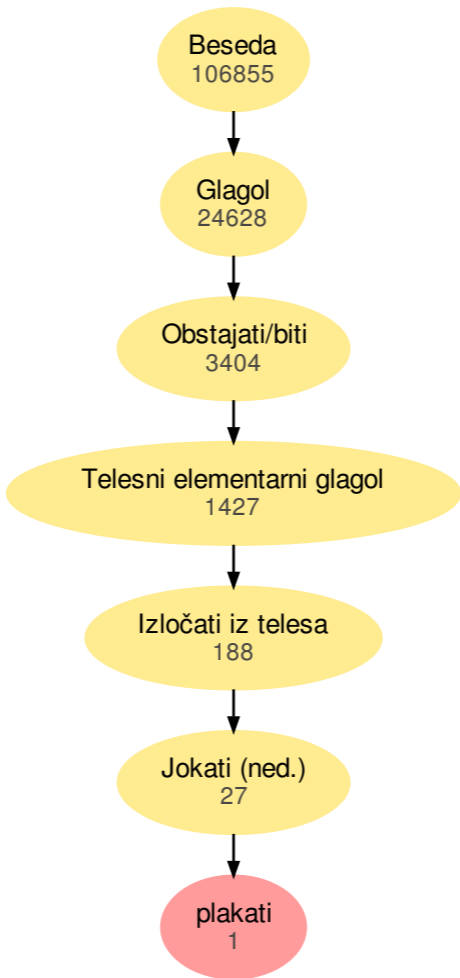 Beseda
106855
Glagol
24628
Obstajati/biti
3404
Telesni elementarni glagol
1427
Izločati iz telesa
188
Jokati (ned.)
27
plakati
1